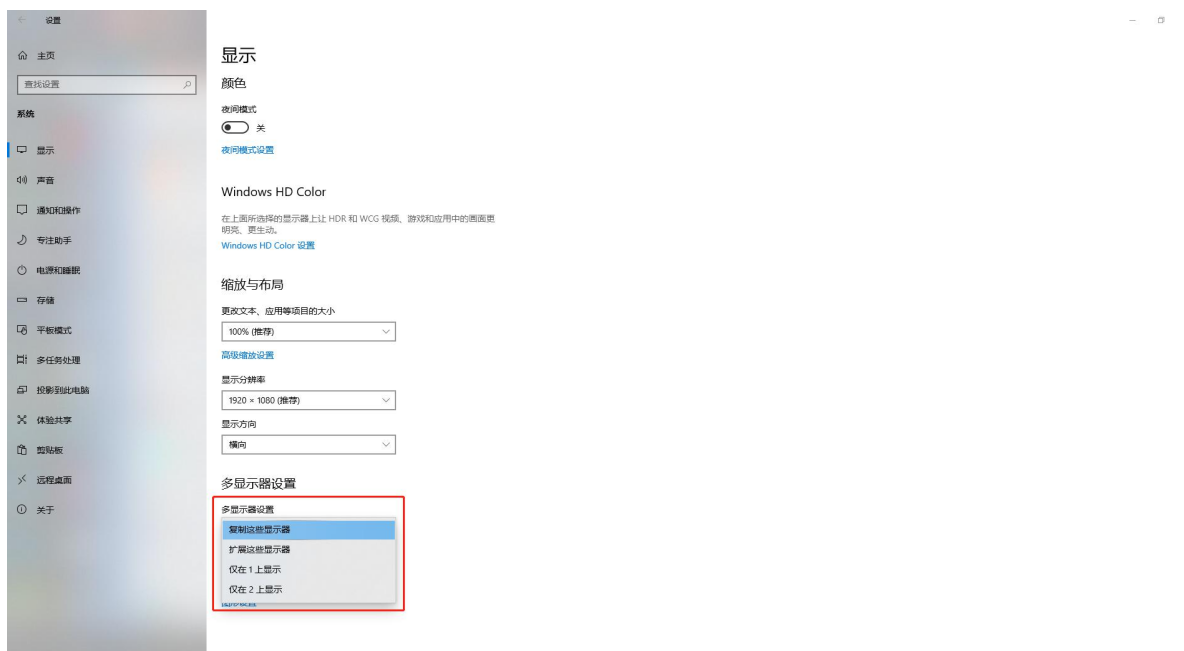 设置
主页
查找设置
系统
显示
声音
通知和操作
专注助手
电源和睡眠
存储
平板模式
多任务处理
投影到此电脑
体验共享
剪贴板
远程桌面
关于
显示
颜色
夜间模式
关
夜间模式设置
Windows HD Color
在上面所选择的显示器上让 HDR 和 WCG 视频、游戏和应用中的画面更
明亮、更生动。
Windows HD Color 设置
缩放与布局
更改文本、应用等项目的大小
100% (推荐)
高级缩放设置
显示分辨率
1920 × 1080 (推荐)
显示方向
横向
多显示器设置
多显示器设置
复制这些显示器
扩展这些显示器
仅在 1 上显示
仅在 2 上显示
图形设置